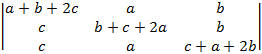 a + b + 2c a b
c b + c + 2a b
c a c + a + 2b